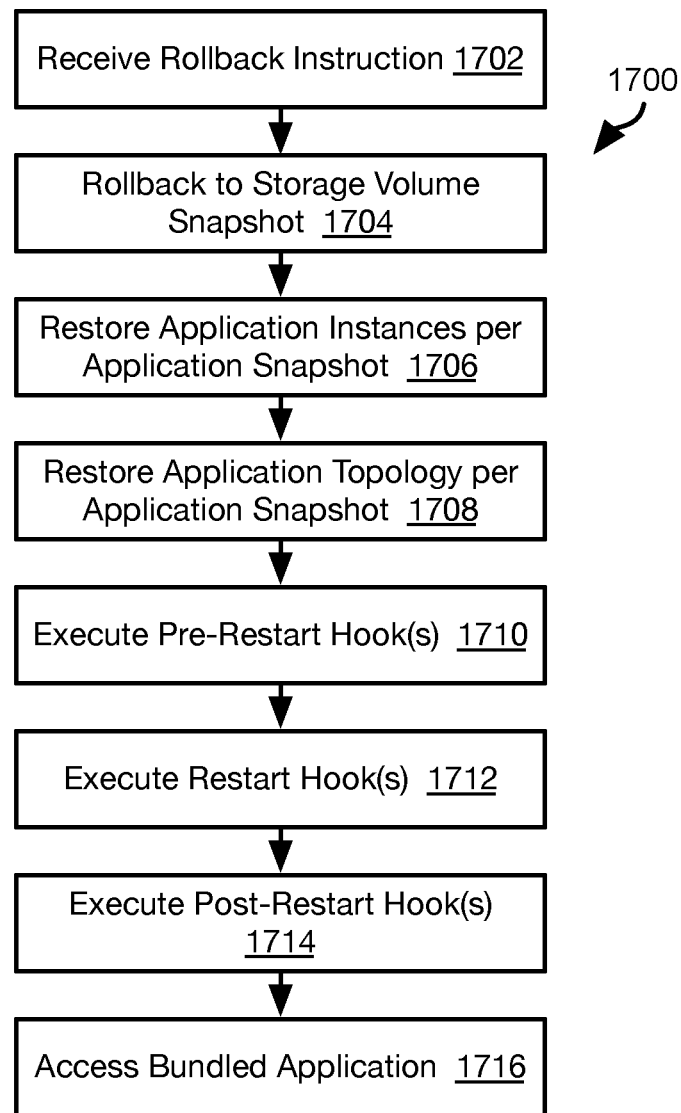 Receive Rollback Instruction 1702
1700
Rollback to Storage Volume
Snapshot 1704
Restore Application Instances per
Application Snapshot 1706
Restore Application Topology per
Application Snapshot 1708
Execute Pre-Restart Hook(s) 1710
Execute Restart Hook(s) 1712
Execute Post-Restart Hook(s)
1714
Access Bundled Application 1716